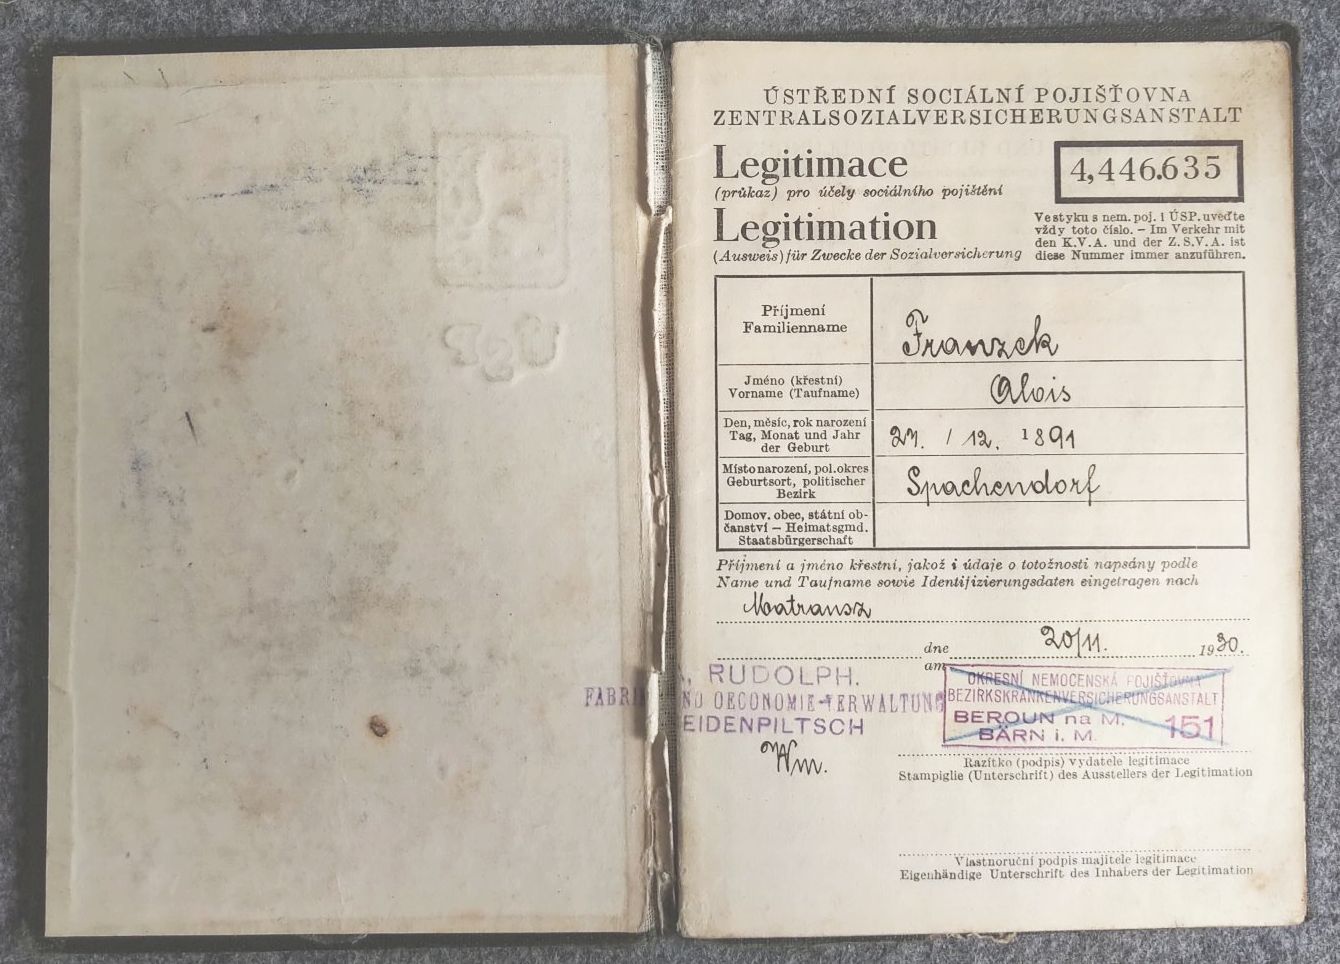 ÚSTŘEDNÍ SOCIÁLNÍ POJIŠŤOVNA
ZENTRALSOZIALVERSICHERUNGSANSTALT
Legitimace
(průkaz) pro účely sociálního pojištění
Legitimation
(Ausweis) für Zwecke der Sozialversicherung
4,446.635
Ve styku s nem. poj. i ÚSP. uveďte
vždy toto číslo. – Im Verkehr mit
den K.V.A. und der Z.S.V.A. ist
diese Nummer immer anzuführen.
Příjmení
Familienname
Franzek
Jméno (křestní)
Vorname (Taufname)
Alois
Den, měsíc, rok narození
Tag, Monat und Jahr
der Geburt
27. / 12. 1891
Místo narození, pol. okres
Geburtsort, politischer
Bezirk
Spachendorf
Domov. obec, státní ob-
čanství – Heimatsgmd.
Staatsbürgerschaft
Příjmení a jméno křestní, jakož i údaje o totožnosti napsány podle
Name und Taufname sowie Identifizierungsdaten eingetragen nach
dne
am
20/11. 1930.
RUDOLPH.
OECONOMIE-VERWALTUNG
EIDENPILTSCH
OKRESNÍ NEMOCENSKÁ POJIŠŤOVNA
BEZIRKSKRANKENVERSICHERUNGSANSTALT
BEROUN na M.
BÄRN i. M.
151
Razítko (podpis) vydatele legitimace
Stampiglie (Unterschrift) des Ausstellers der Legitimation
Vlastnoruční podpis majitele legitimace
Eigenhändige Unterschrift des Inhabers der Legitimation